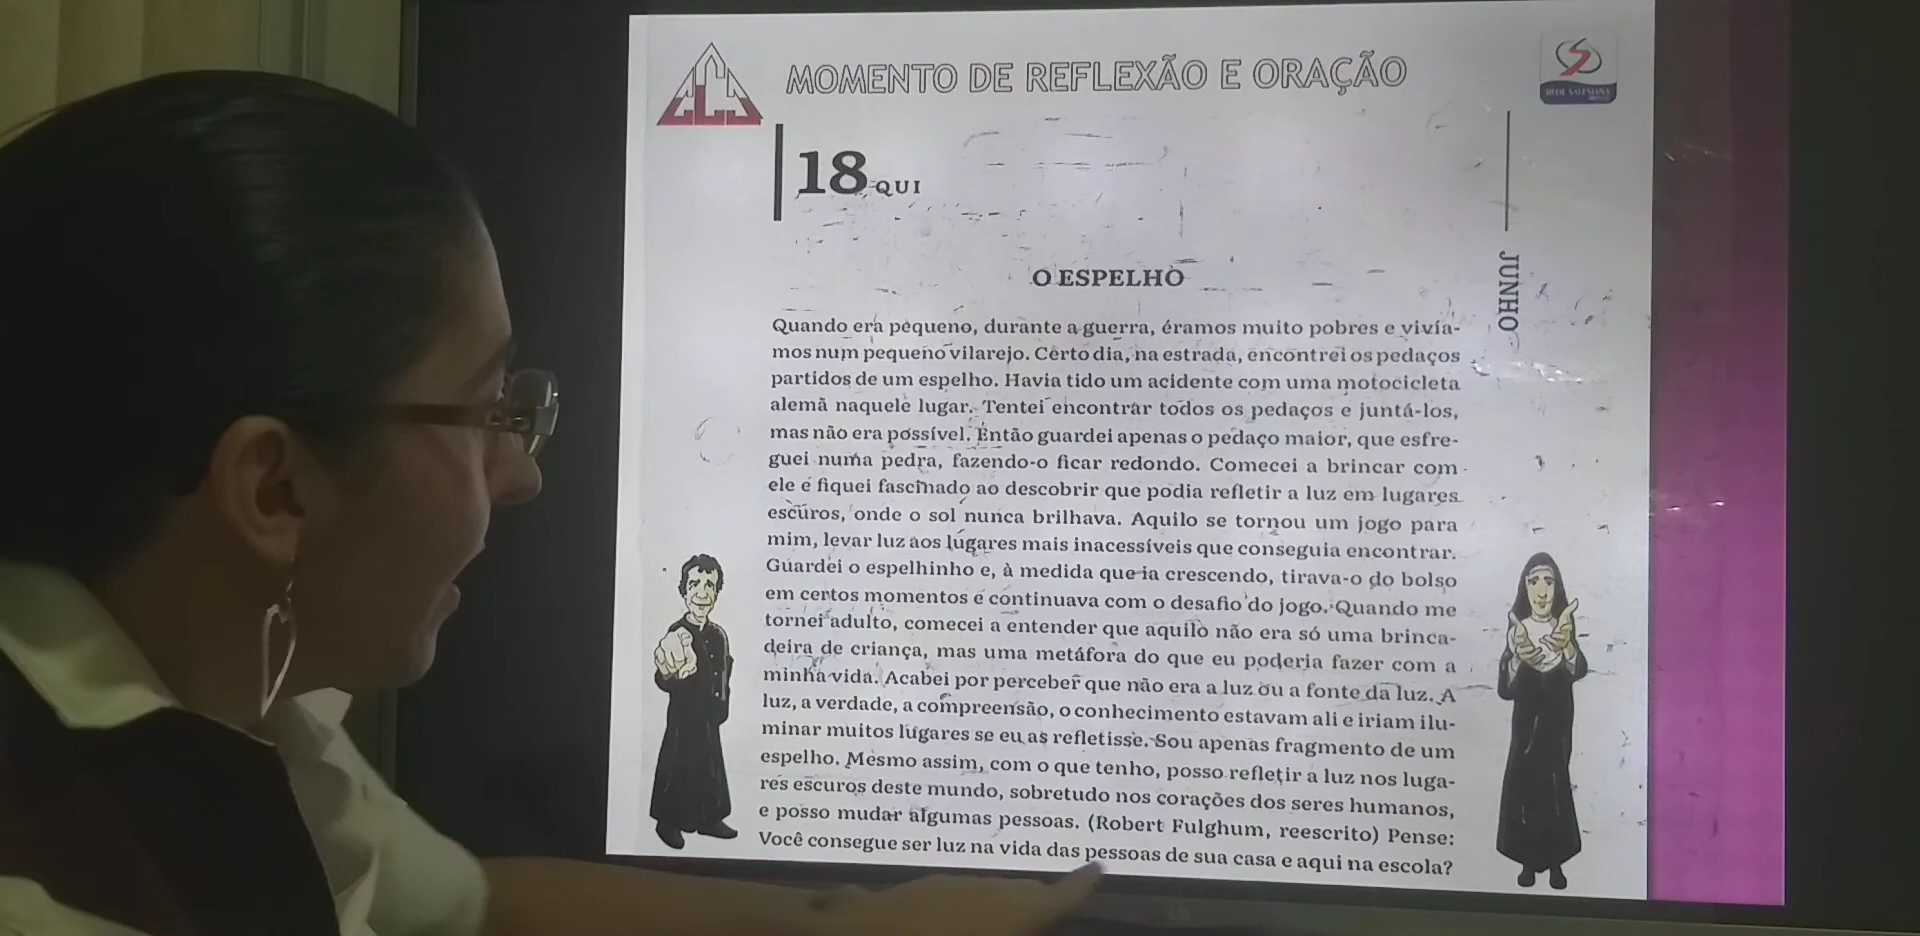 MOMENTO DE REFLEXÃO E ORAÇÃO
REDE SALESIANA
18 QUI
JUNHO
O ESPELHO
Quando era pequeno, durante a guerra, éramos muito pobres e vivía-
mos num pequeno vilarejo. Certo dia, na estrada, encontrei os pedaços
partidos de um espelho. Havia tido um acidente com uma motocicleta
alemã naquele lugar. Tentei encontrar todos os pedaços e juntá-los,
mas não era possível. Então guardei apenas o pedaço maior, que esfre-
guei numa pedra, fazendo-o ficar redondo. Comecei a brincar com
ele e fiquei fascinado ao descobrir que podia refletir a luz em lugares
escuros, onde o sol nunca brilhava. Aquilo se tornou um jogo para
mim, levar luz aos lugares mais inacessíveis que conseguia encontrar.
Guardei o espelhinho e, à medida que ia crescendo, tirava-o do bolso
em certos momentos e continuava com o desafio do jogo. Quando me
tornei adulto, comecei a entender que aquilo não era só uma brinca-
deira de criança, mas uma metáfora do que eu poderia fazer com a
minha vida. Acabei por perceber que não era a luz ou a fonte da luz. A
luz, a verdade, a compreensão, o conhecimento estavam ali e iriam ilu-
minar muitos lugares se eu as refletisse. Sou apenas fragmento de um
espelho. Mesmo assim, com o que tenho, posso refletir a luz nos luga-
res escuros deste mundo, sobretudo nos corações dos seres humanos,
e posso mudar algumas pessoas. (Robert Fulghum, reescrito) Pense:
Você consegue ser luz na vida das pessoas de sua casa e aqui na escola?